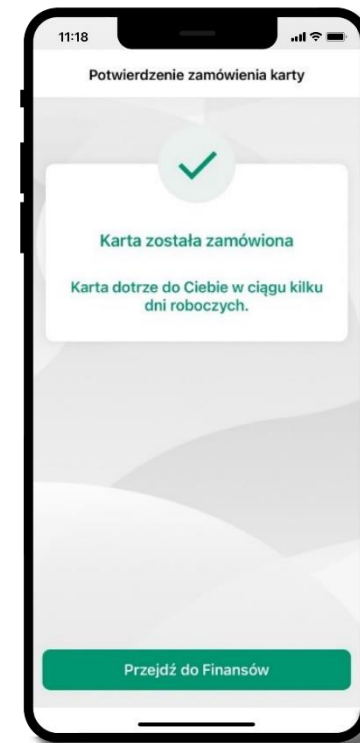 11:18
Potwierdzenie zamówienia karty
Karta została zamówiona
Karta dotrze do Ciebie w ciągu kilku
dni roboczych.
Przejdź do Finansów